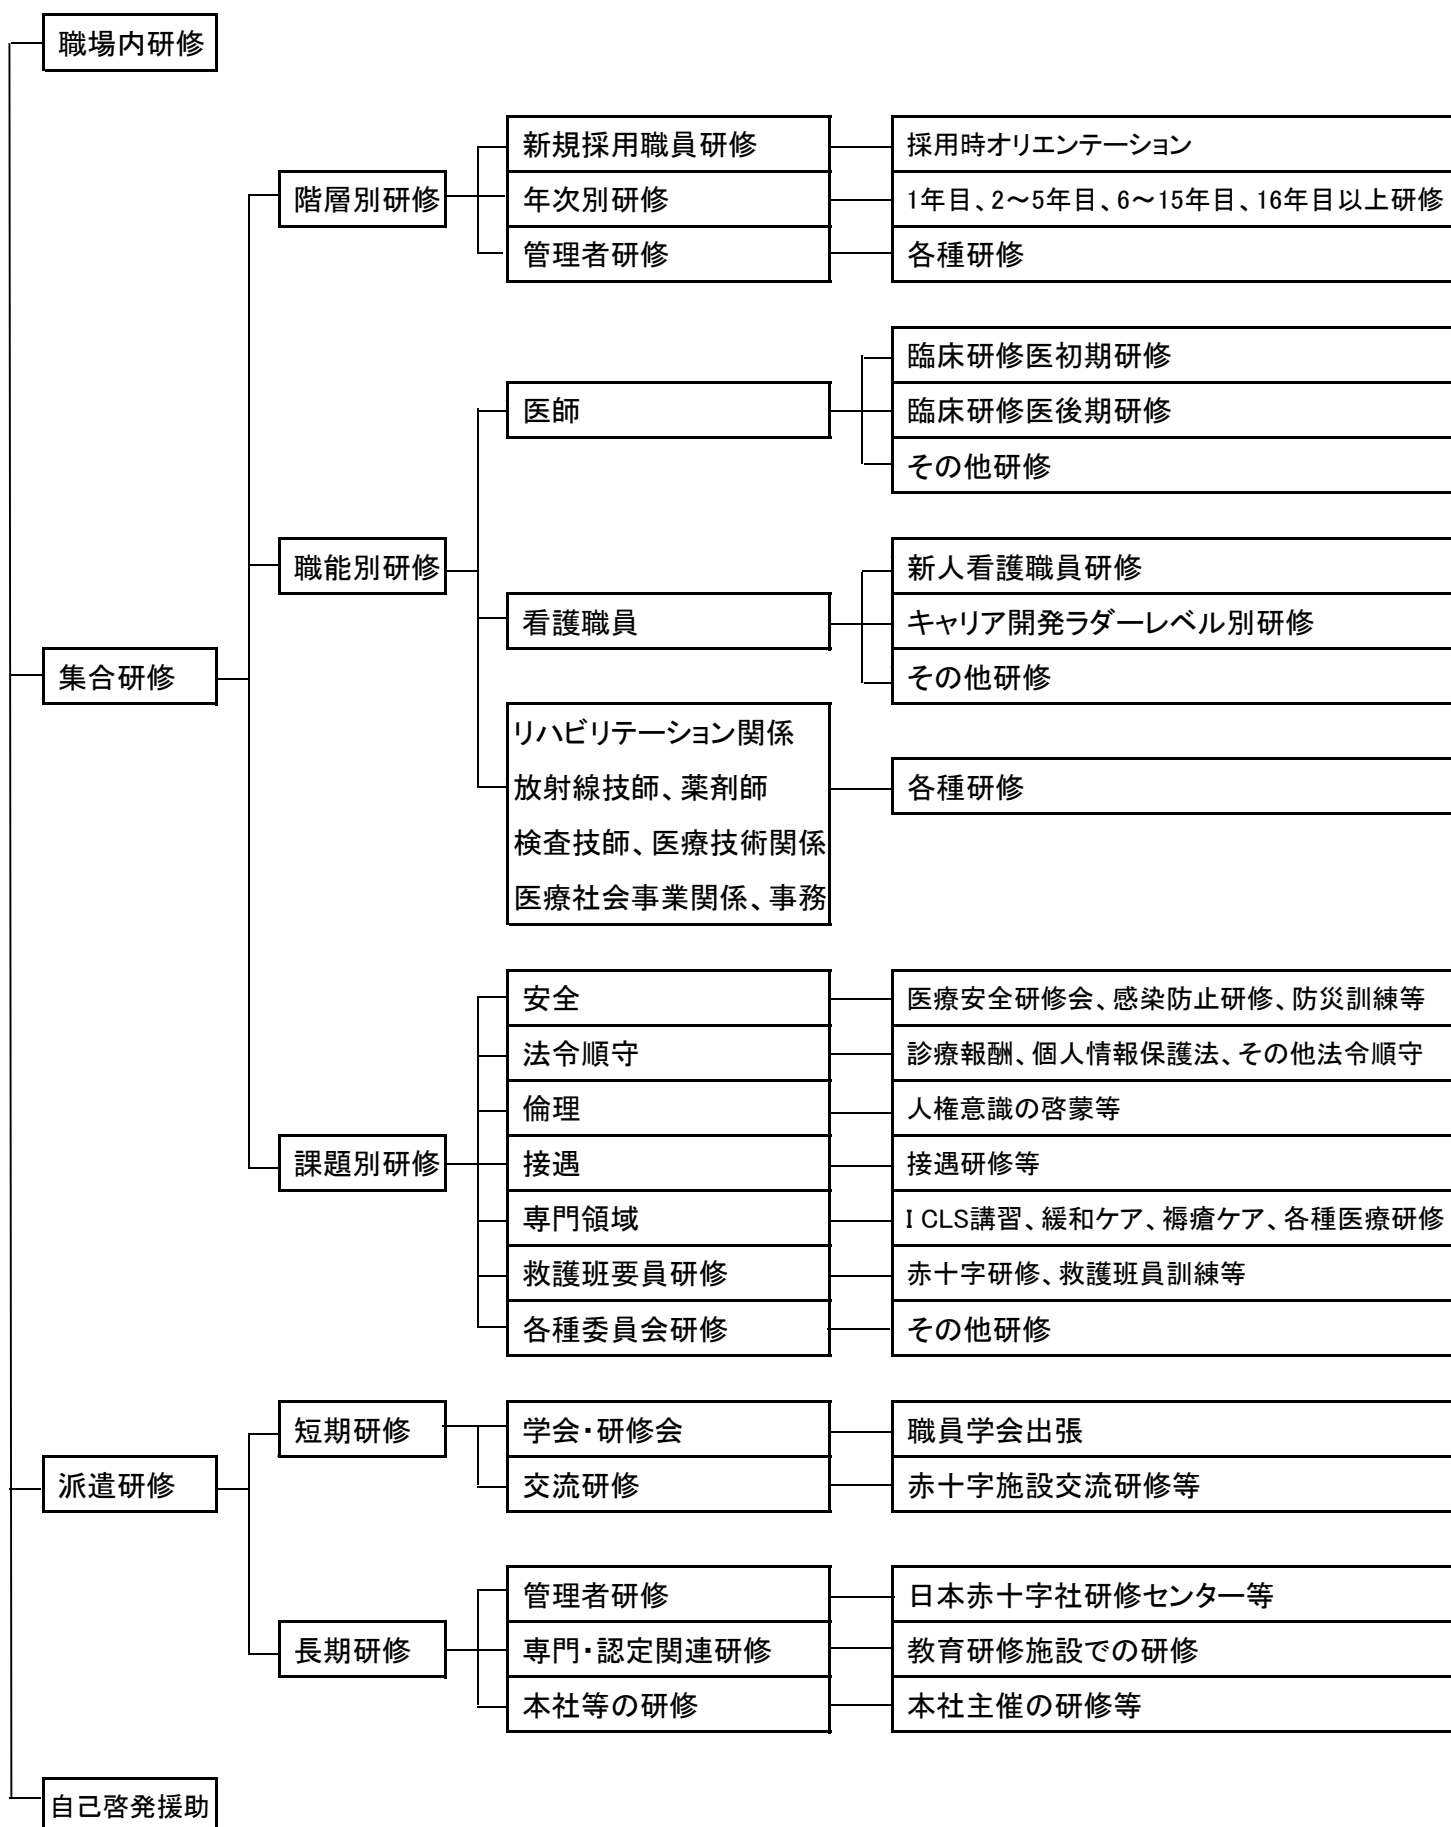 職場内研修
新規採用職員研修
採用時オリエンテーション
階層別研修
年次別研修
1年目、2～5年目、6～15年目、16年目以上研修
管理者研修
各種研修
臨床研修医初期研修
医師
臨床研修医後期研修
その他研修
職能別研修
新人看護職員研修
看護職員
キャリア開発ラダーレベル別研修
集合研修
その他研修
リハビリテーション関係
放射線技師、薬剤師
検査技師、医療技術関係
医療社会事業関係、事務
各種研修
安全
医療安全研修会、感染防止研修、防災訓練等
法令順守
診療報酬、個人情報保護法、その他法令順守
倫理
人権意識の啓蒙等
課題別研修
接遇
接遇研修等
専門領域
I CLS講習、緩和ケア、褥瘡ケア、各種医療研修
救護班要員研修
赤十字研修、救護班員訓練等
各種委員会研修
その他研修
短期研修
学会・研修会
職員学会出張
派遣研修
交流研修
赤十字施設交流研修等
管理者研修
日本赤十字社研修センター等
長期研修
専門・認定関連研修
教育研修施設での研修
本社等の研修
本社主催の研修等
自己啓発援助